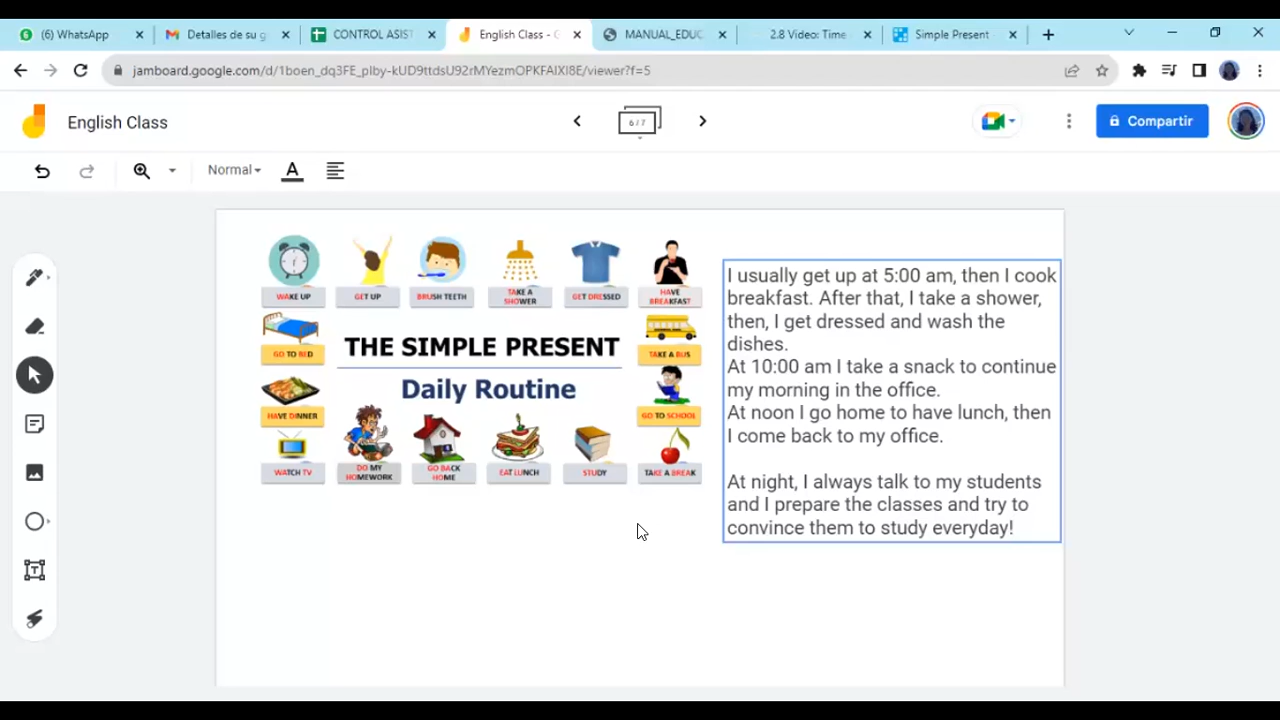 (6) WhatsApp
Detalles de su g
CONTROL ASIST
English Class - G
MANUAL_EDUC
2.8 Video: Time
Simple Present
jamboard.google.com/d/1boen_dq3FE_plby-kUD9ttdsU92rMYezmOPKFAIXI8E/viewer?f=5
English Class
6 / 7
Compartir
Normal
WAKE UP
GET UP
BRUSH TEETH
TAKE A
SHOWER
GET DRESSED
HAVE
BREAKFAST
GO TO BED
THE SIMPLE PRESENT
TAKE A BUS
Daily Routine
HAVE DINNER
GO TO SCHOOL
WATCH TV
DO MY
HOMEWORK
GO BACK
HOME
EAT LUNCH
STUDY
TAKE A BREAK
I usually get up at 5:00 am, then I cook
breakfast. After that, I take a shower,
then, I get dressed and wash the
dishes.
At 10:00 am I take a snack to continue
my morning in the office.
At noon I go home to have lunch, then
I come back to my office.
At night, I always talk to my students
and I prepare the classes and try to
convince them to study everyday!